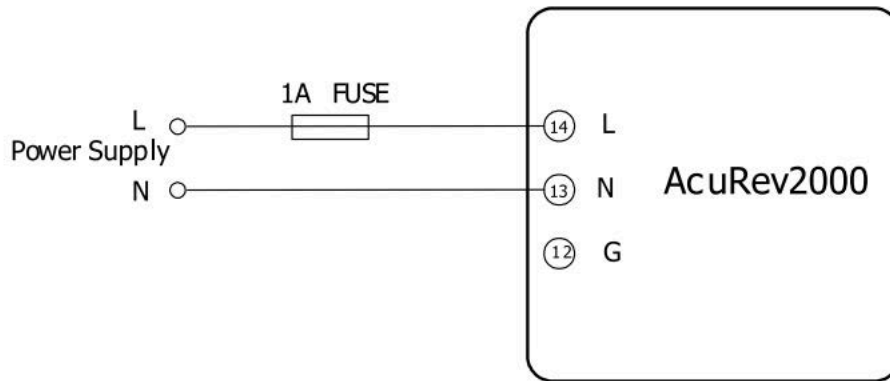 1A FUSE
L
14 L
Power Supply
N
13 N
AcuRev2000
12 G